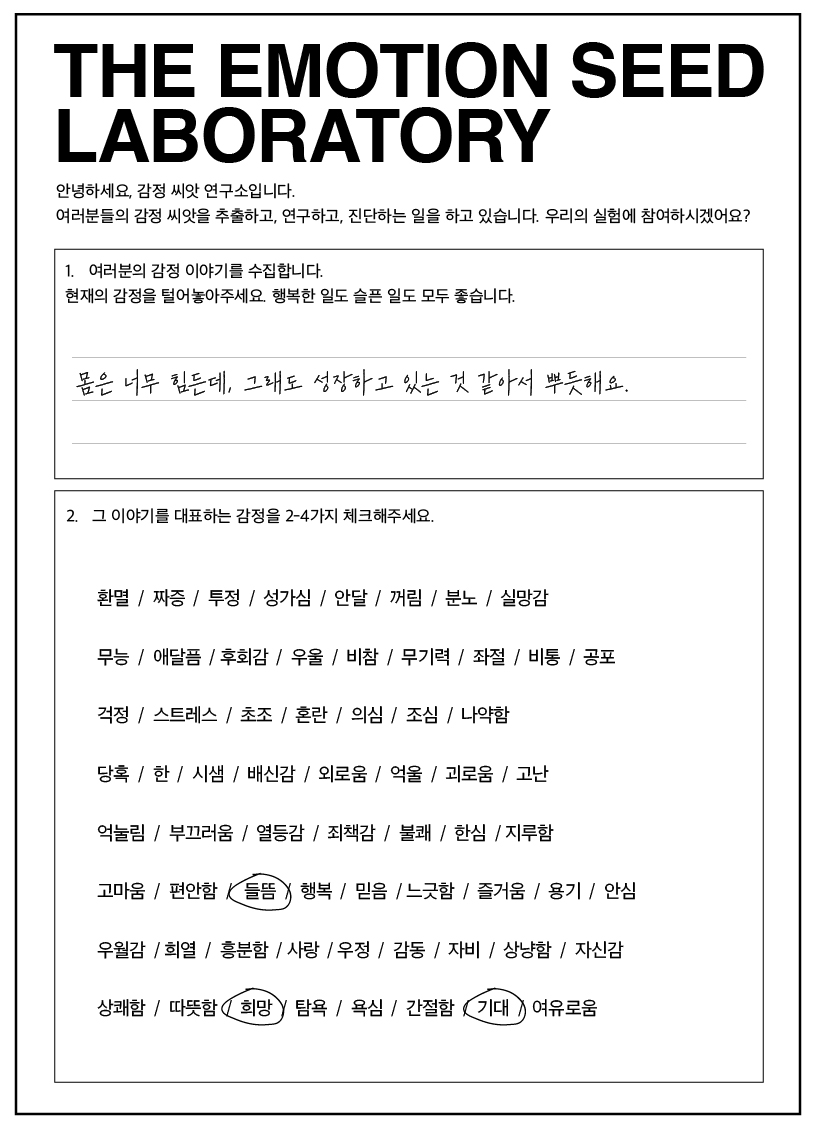 THE EMOTION SEED
LABORATORY
안녕하세요, 감정 씨앗 연구소입니다.
여러분들의 감정 씨앗을 추출하고, 연구하고, 진단하는 일을 하고 있습니다. 우리의 실험에 참여하시겠어요?
1. 여러분의 감정 이야기를 수집합니다.
현재의 감정을 털어놓아주세요. 행복한 일도 슬픈 일도 모두 좋습니다.
몸은 너무 힘든데, 그래도 성장하고 있는 것 같아서 뿌듯해요.
2. 그 이야기를 대표하는 감정을 2-4가지 체크해주세요.
환멸 / 짜증 / 투정 / 성가심 / 안달 / 꺼림 / 분노 / 실망감
무능 / 애달픔 / 후회감 / 우울 / 비참 / 무기력 / 좌절 / 비통 / 공포
걱정 / 스트레스 / 초조 / 혼란 / 의심 / 조심 / 나약함
당혹 / 한 / 시샘 / 배신감 / 외로움 / 억울 / 괴로움 / 고난
억눌림 / 부끄러움 / 열등감 / 죄책감 / 불쾌 / 한심 / 지루함
고마움 / 편안함 / 들뜸 / 행복 / 믿음 / 느긋함 / 즐거움 / 용기 / 안심
우월감 / 희열 / 흥분함 / 사랑 / 우정 / 감동 / 자비 / 상냥함 / 자신감
상쾌함 / 따뜻함 / 희망 / 탐욕 / 욕심 / 간절함 / 기대 / 여유로움